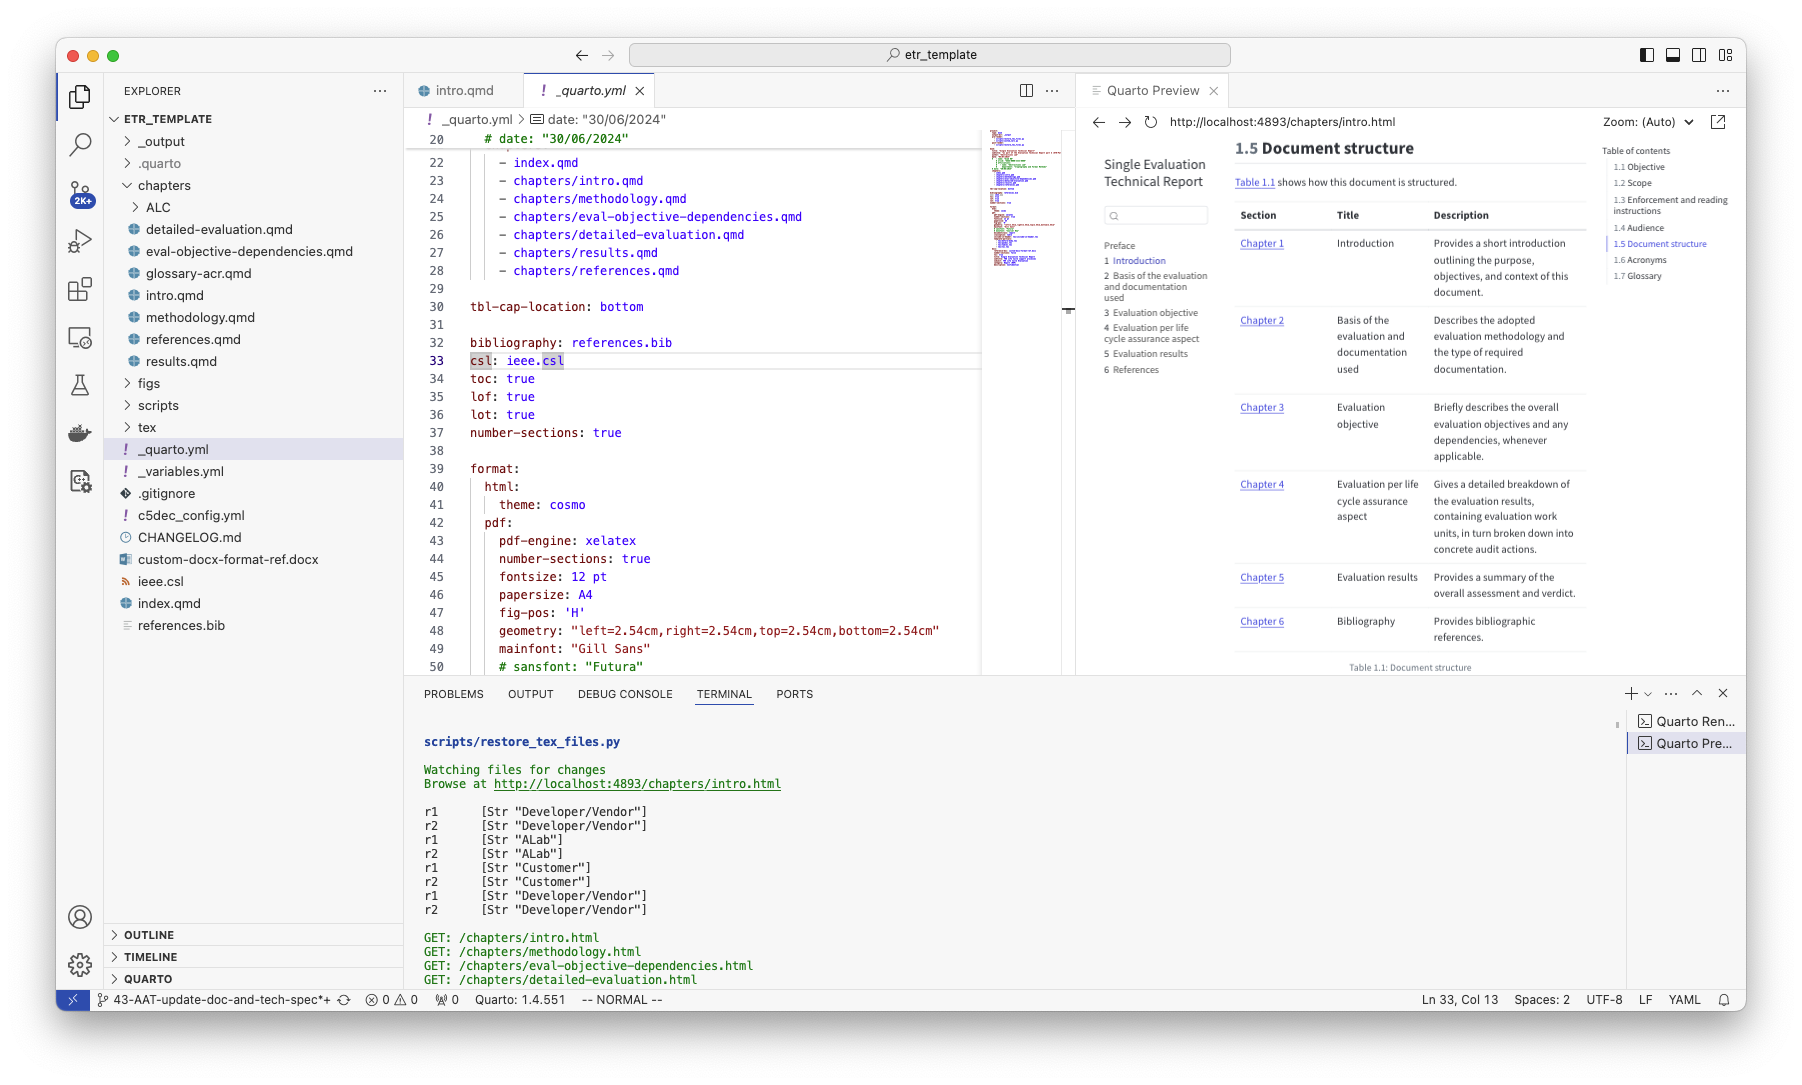 etr_template
EXPLORER
ETR_TEMPLATE
_output
.quarto
chapters
ALC
detailed-evaluation.qmd
eval-objective-dependencies.qmd
glossary-acr.qmd
intro.qmd
methodology.qmd
references.qmd
results.qmd
figs
scripts
tex
_quarto.yml
_variables.yml
.gitignore
c5dec_config.yml
CHANGELOG.md
custom-docx-format-ref.docx
ieee.csl
index.qmd
references.bib
2K+
OUTLINE
TIMELINE
QUARTO
intro.qmd
_quarto.yml
_quarto.yml > date: "30/06/2024"
20 # date: "30/06/2024"
22 - index.qmd
23 - chapters/intro.qmd
24 - chapters/methodology.qmd
25 - chapters/eval-objective-dependencies.qmd
26 - chapters/detailed-evaluation.qmd
27 - chapters/results.qmd
28 - chapters/references.qmd
29
30 tbl-cap-location: bottom
31
32 bibliography: references.bib
33 csl: ieee.csl
34 toc: true
35 lof: true
36 lot: true
37 number-sections: true
38
39 format:
40 html:
41 theme: cosmo
42 pdf:
43 pdf-engine: xelatex
44 number-sections: true
45 fontsize: 12 pt
46 papersize: A4
47 fig-pos: 'H'
48 geometry: "left=2.54cm,right=2.54cm,top=2.54cm,bottom=2.54cm"
49 mainfont: "Gill Sans"
50 # sansfont: "Futura"
Quarto Preview
http://localhost:4893/chapters/intro.html
Zoom: (Auto)
Single Evaluation
Technical Report
Preface
1 Introduction
2 Basis of the evaluation
and documentation
used
3 Evaluation objective
4 Evaluation per life
cycle assurance aspect
5 Evaluation results
6 References
1.5 Document structure
Table 1.1 shows how this document is structured.
Section Title Description
Chapter 1 Introduction Provides a short introduction
outlining the purpose,
objectives, and context of this
document.
Chapter 2 Basis of the Describes the adopted
evaluation and evaluation methodology and
documentation the type of required
used documentation.
Chapter 3 Evaluation Briefly describes the overall
objective evaluation objectives and any
dependencies, whenever
applicable.
Chapter 4 Evaluation per life Gives a detailed breakdown of
cycle assurance the evaluation results,
aspect containing evaluation work
units, in turn broken down into
concrete audit actions.
Chapter 5 Evaluation results Provides a summary of the
overall assessment and verdict.
Chapter 6 Bibliography Provides bibliographic
references.
Table 1.1: Document structure
Table of contents
1.1 Objective
1.2 Scope
1.3 Enforcement and reading
instructions
1.4 Audience
1.5 Document structure
1.6 Acronyms
1.7 Glossary
PROBLEMS OUTPUT DEBUG CONSOLE TERMINAL PORTS
scripts/restore_tex_files.py
Watching files for changes
Browse at http://localhost:4893/chapters/intro.html
r1 [Str "Developer/Vendor"]
r2 [Str "Developer/Vendor"]
r1 [Str "ALab"]
r2 [Str "ALab"]
r1 [Str "Customer"]
r2 [Str "Customer"]
r1 [Str "Developer/Vendor"]
r2 [Str "Developer/Vendor"]
GET: /chapters/intro.html
GET: /chapters/methodology.html
GET: /chapters/eval-objective-dependencies.html
GET: /chapters/detailed-evaluation.html
Quarto Ren...
Quarto Pre...
43-AAT-update-doc-and-tech-spec*+ 0 0 0 Quarto: 1.4.551 -- NORMAL -- Ln 33, Col 13 Spaces: 2 UTF-8 LF YAML